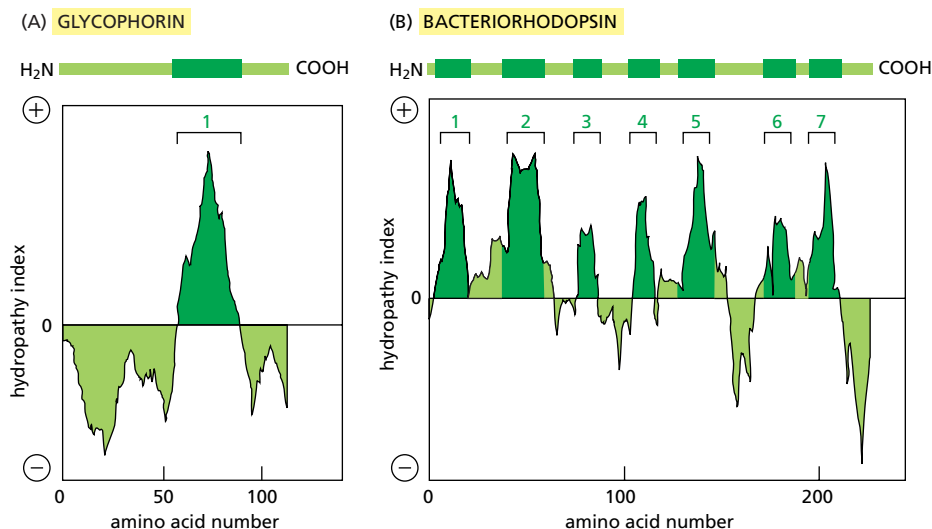 (A) GLYCOPHORIN
H₂N COOH
+
1
0
−
hydropathy index
0 50 100
amino acid number
(B) BACTERIORHODOPSIN
H₂N COOH
+
1 2 3 4 5 6 7
0
−
hydropathy index
0 100 200
amino acid number